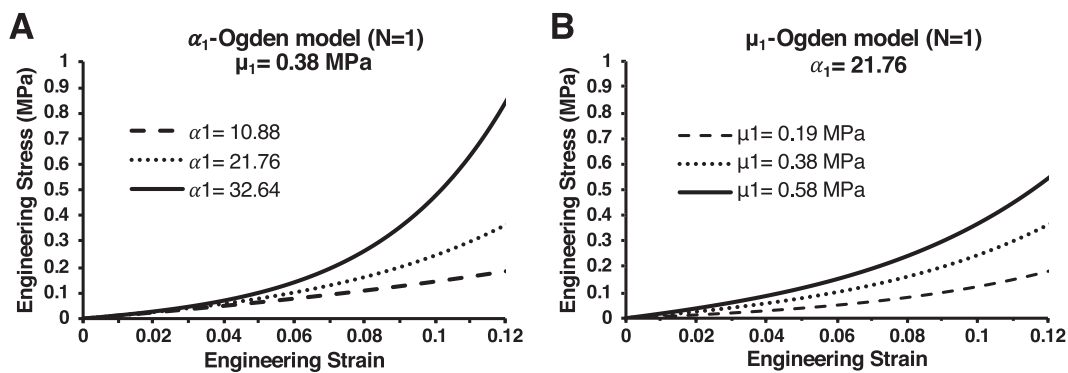 A
α₁-Ogden model (N=1)
μ₁= 0.38 MPa
Engineering Stress (MPa)
1
0.9
0.8
0.7
0.6
0.5
0.4
0.3
0.2
0.1
0
α1= 10.88
α1= 21.76
α1= 32.64
0 0.02 0.04 0.06 0.08 0.1 0.12
Engineering Strain
B
μ₁-Ogden model (N=1)
α₁= 21.76
Engineering Stress (MPa)
1
0.9
0.8
0.7
0.6
0.5
0.4
0.3
0.2
0.1
0
μ1= 0.19 MPa
μ1= 0.38 MPa
μ1= 0.58 MPa
0 0.02 0.04 0.06 0.08 0.1 0.12
Engineering Strain